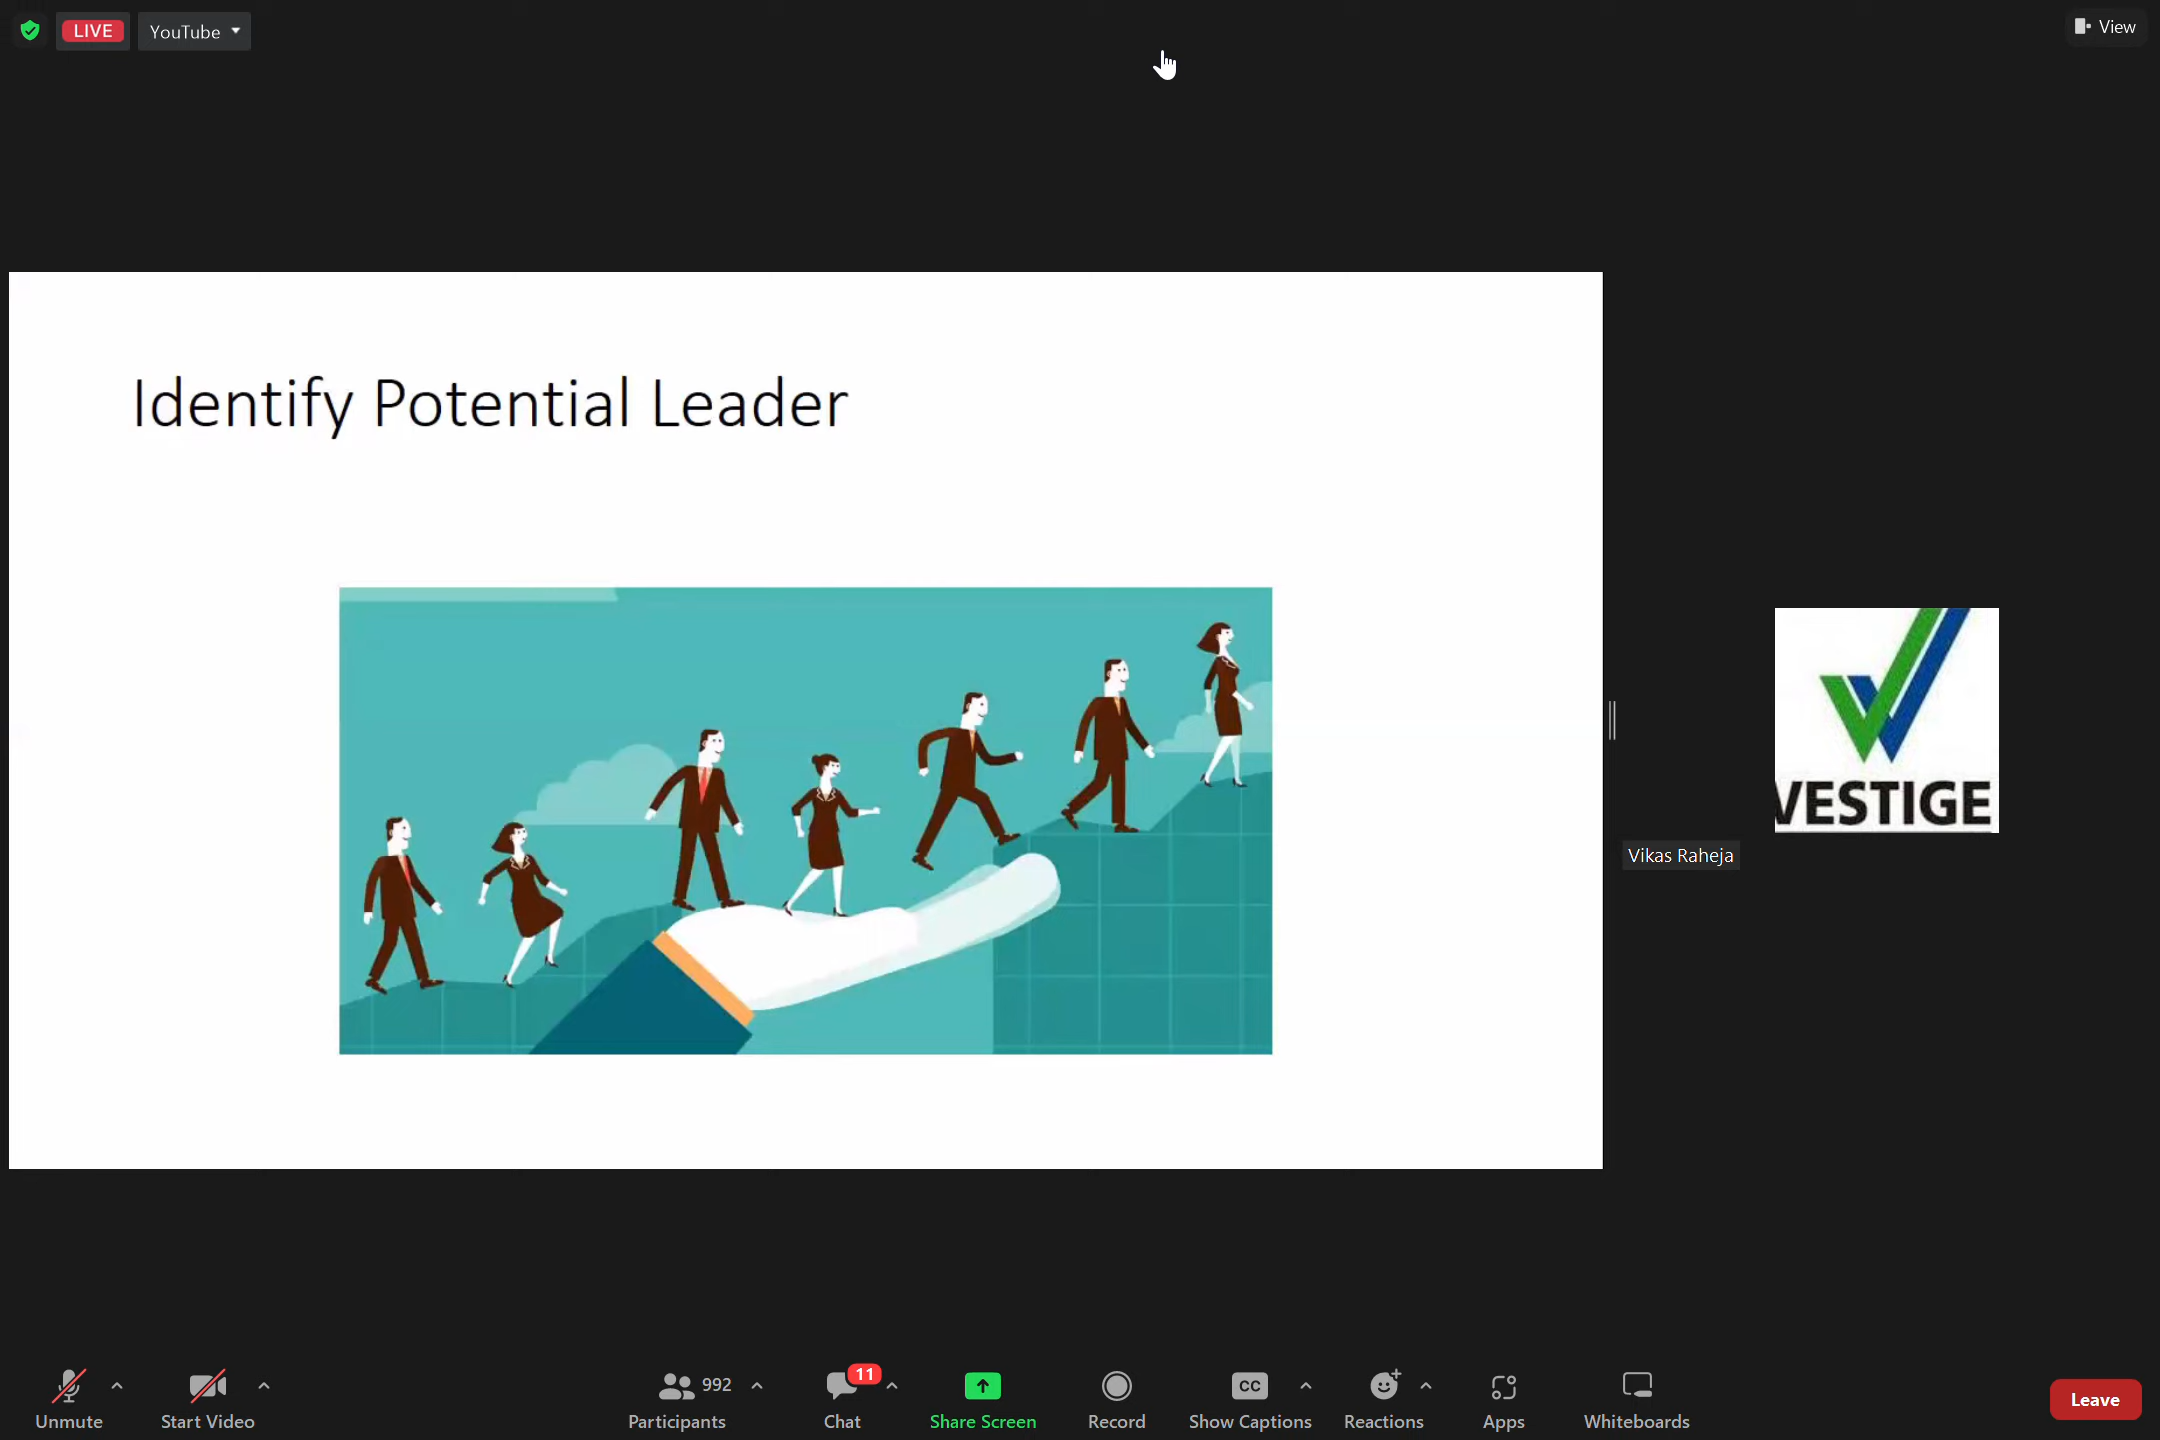 LIVE
YouTube
View
Identify Potential Leader
VESTIGE
Vikas Raheja
992
11
CC
Unmute
Start Video
Participants
Chat
Share Screen
Record
Show Captions
Reactions
Apps
Whiteboards
Leave